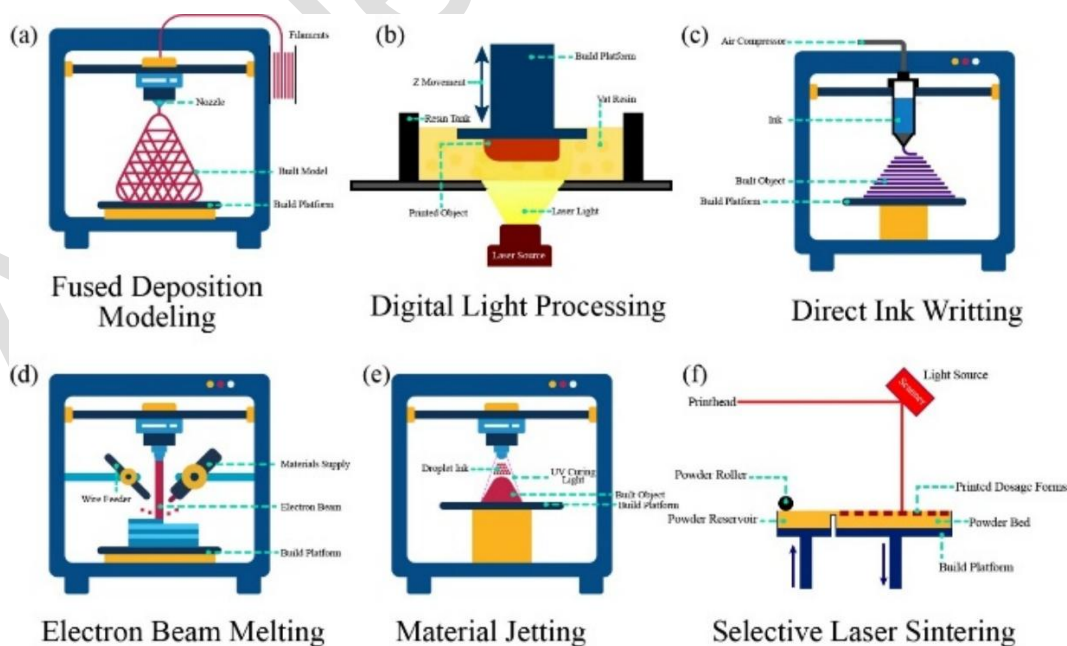 (a)
Filaments
Nozzle
Built Model
Build Platform
Fused Deposition
Modeling
(b)
Build Platform
Z Movement
Vat Resin
Resin Tank
Printed Object
Laser Light
Laser Source
Digital Light Processing
(c)
Air Compressor
Ink
Built Object
Build Platform
Direct Ink Writting
(d)
Materials Supply
Wire Feeder
Electron Beam
Build Platform
Electron Beam Melting
(e)
Droplet Ink
UV Curing
Light
Built Object
Build Platform
Material Jetting
(f)
Light Source
Scanner
Printhead
Powder Roller
Printed Dosage Forms
Powder Reservoir
Powder Bed
Build Platform
Selective Laser Sintering